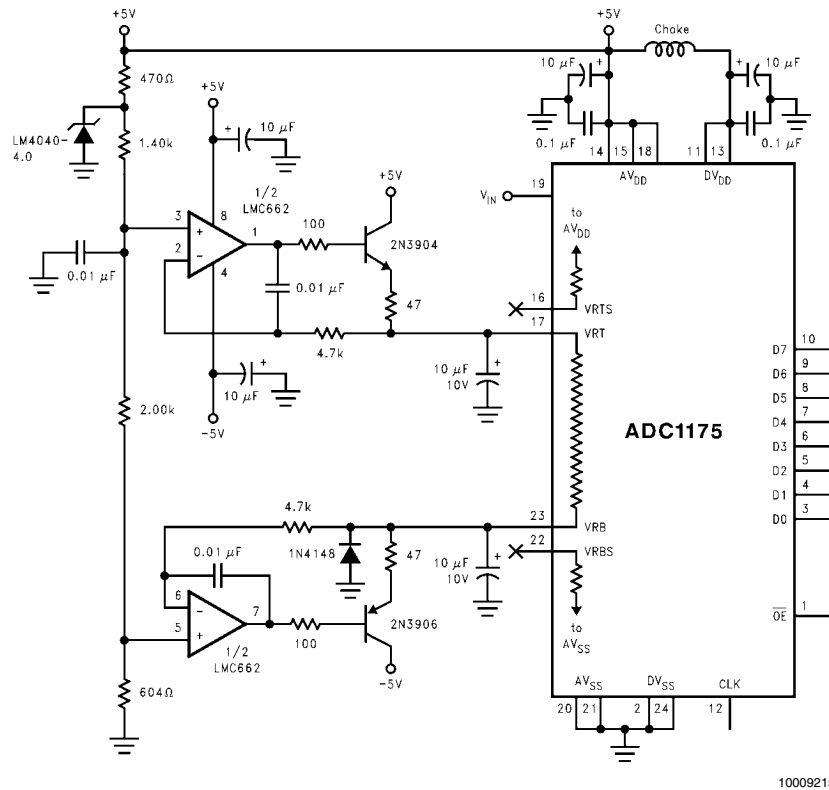 +5V
+5V
Choke
10 μF + + 10 μF
470Ω
+5V
LM4040-
4.0
1.40k
+ 10 μF
0.1 μF 14 15 18 11 13 0.1 μF
AVDD DVDD
1/2
LMC662
+5V
VIN 19
to
AVDD
3 + 8 1 100
2 − 4
2N3904
0.01 μF
0.01 μF
47
16 VRTS
17 VRT
4.7k
10 μF
10V +
10 μF +
2.00k
-5V
D7 10
D6 9
D5 8
D4 7
D3 6
D2 5
D1 4
D0 3
ADC1175
4.7k
23 VRB
22 VRBS
1N4148
47
0.01 μF
10 μF
10V +
6 − 7
5 +
100
2N3906
1/2
LMC662
-5V
to
AVSS
OE 1
604Ω
AVSS DVSS CLK
20 21 2 24 12
1000921